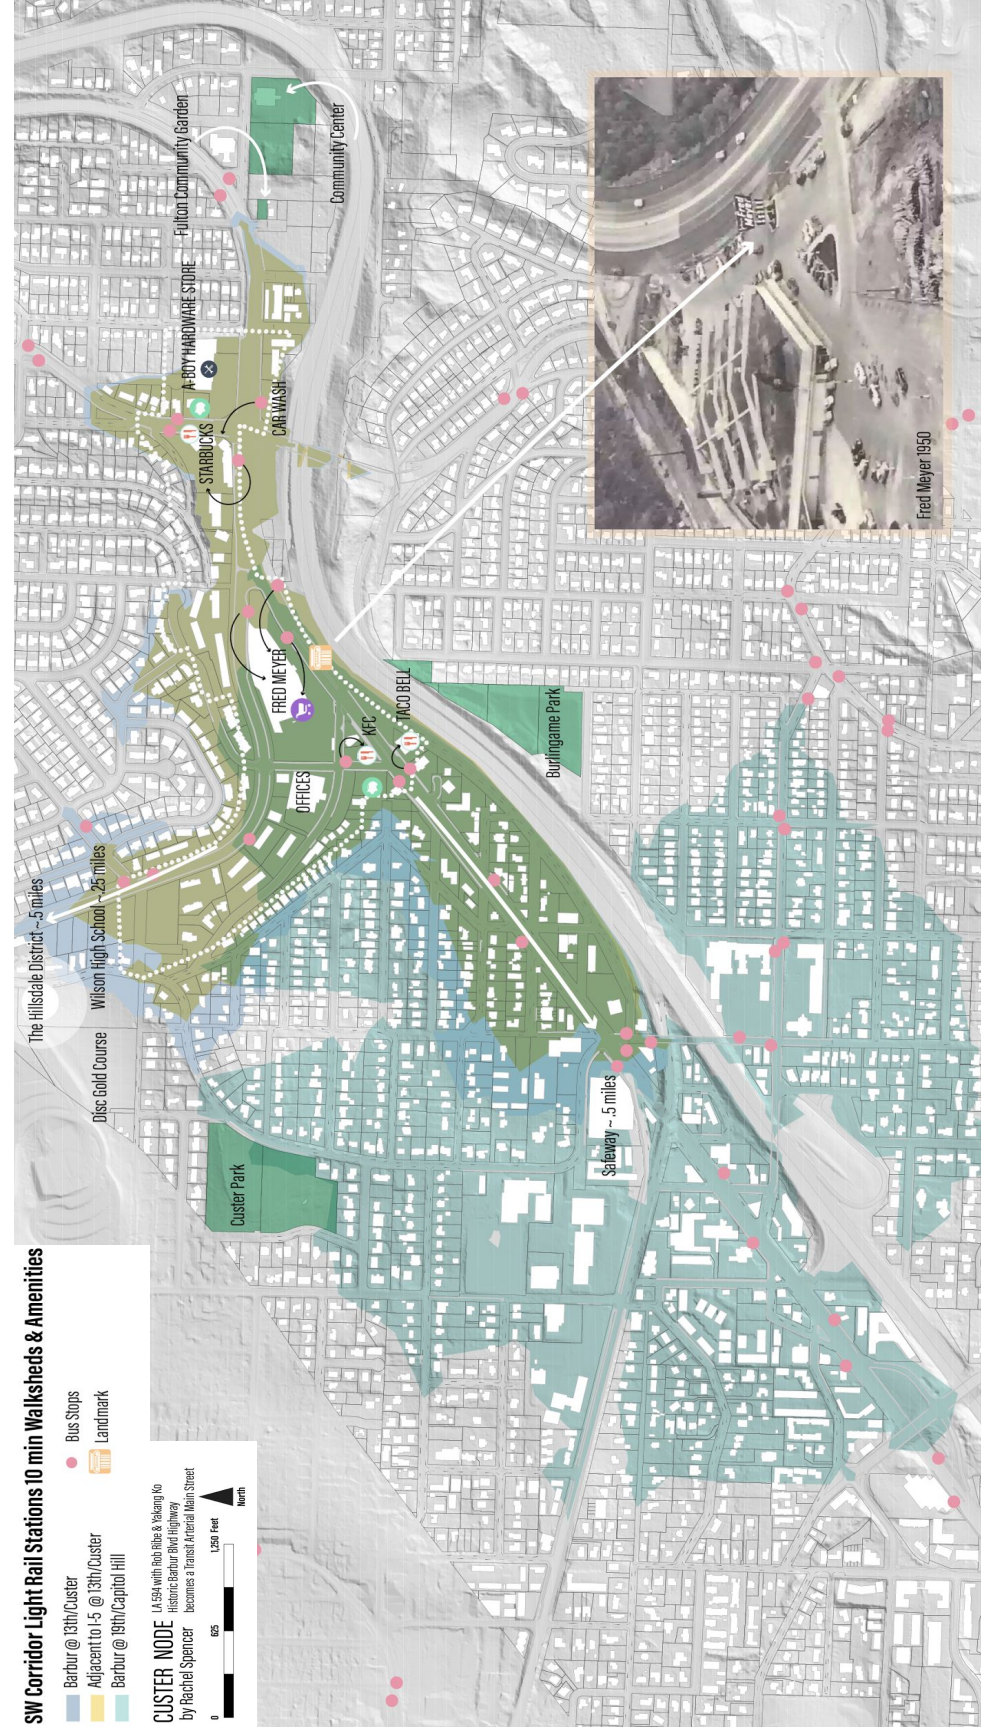 SW Corridor Light Rail Stations 10 min Walksheds & Amenities
Barbur @ 13th/Custer
Adjacent to I-5 @ 13th/Custer
Barbur @ 19th/Capitol Hill
Bus Stops
Landmark
CUSTER NODE
by Rachel Spencer
LA 594 with Rob Ribe & Yakang Ko
Historic Barbur Blvd Highway
becomes a Transit Arterial Main Street
0
625
1,250 Feet
North
The Hillsdale District ~ .5 miles
Wilson High School ~ .25 miles
Disc Gold Course
Custer Park
Safeway ~ .5 miles
OFFICES
FRED MEYER
KFC
TACO BELL
Burlingame Park
STARBUCKS
A-BOY HARDWARE STORE
CAR WASH
Fulton Community Garden
Community Center
Fred Meyer
Fred Meyer 1950